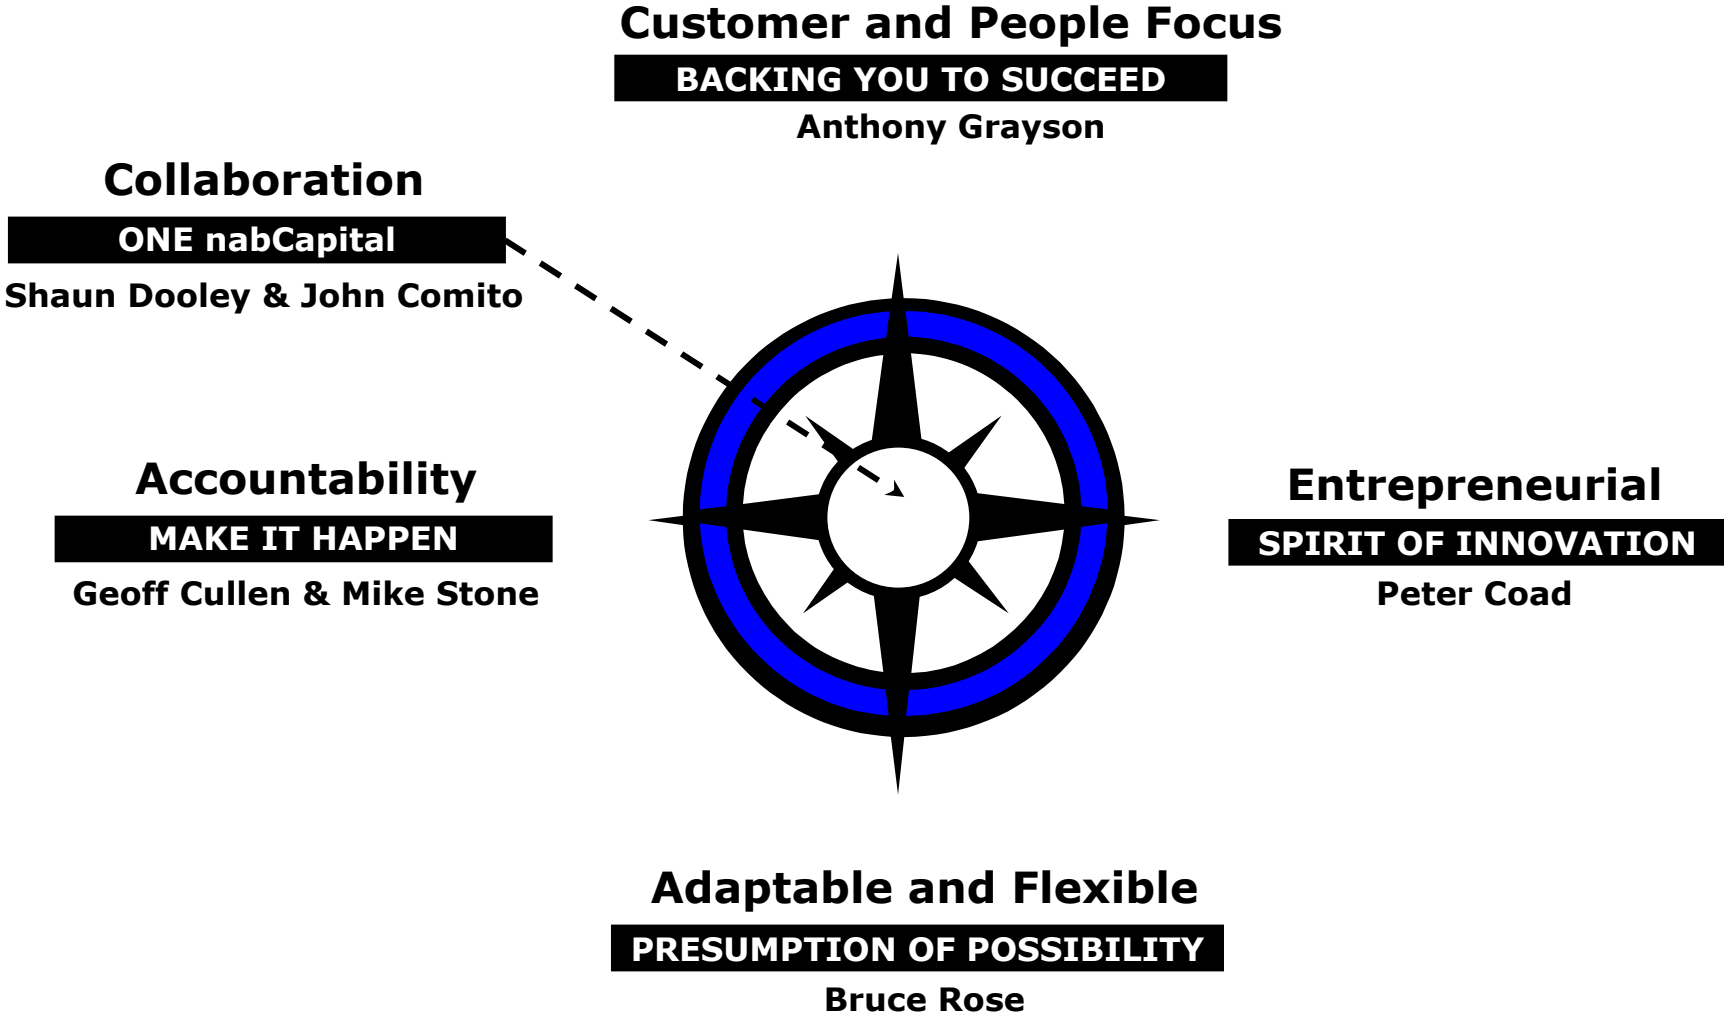 Customer and People Focus
BACKING YOU TO SUCCEED
Anthony Grayson
Collaboration
ONE nabCapital
Shaun Dooley & John Comito
Accountability
MAKE IT HAPPEN
Geoff Cullen & Mike Stone
Entrepreneurial
SPIRIT OF INNOVATION
Peter Coad
Adaptable and Flexible
PRESUMPTION OF POSSIBILITY
Bruce Rose